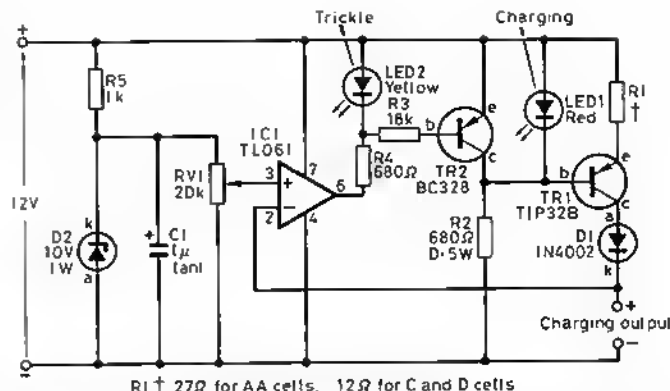 Trickle
Charging
+
+
R5
1k
LED2
Yellow
R3
18k
LED1
Red
R1
†
IC1
TL061
e
b
c
TR2
BC328
RV1
20k
3
+
7
6
2
−
4
R4
680Ω
b
e
c
TR1
TIP32B
12V
k
D2
10V
1W
a
+
C1
1μ
tant
R2
680Ω
0·5W
a
D1
1N4002
k
+
Charging output
−
−
R1† 27Ω for AA cells, 12Ω for C and D cells